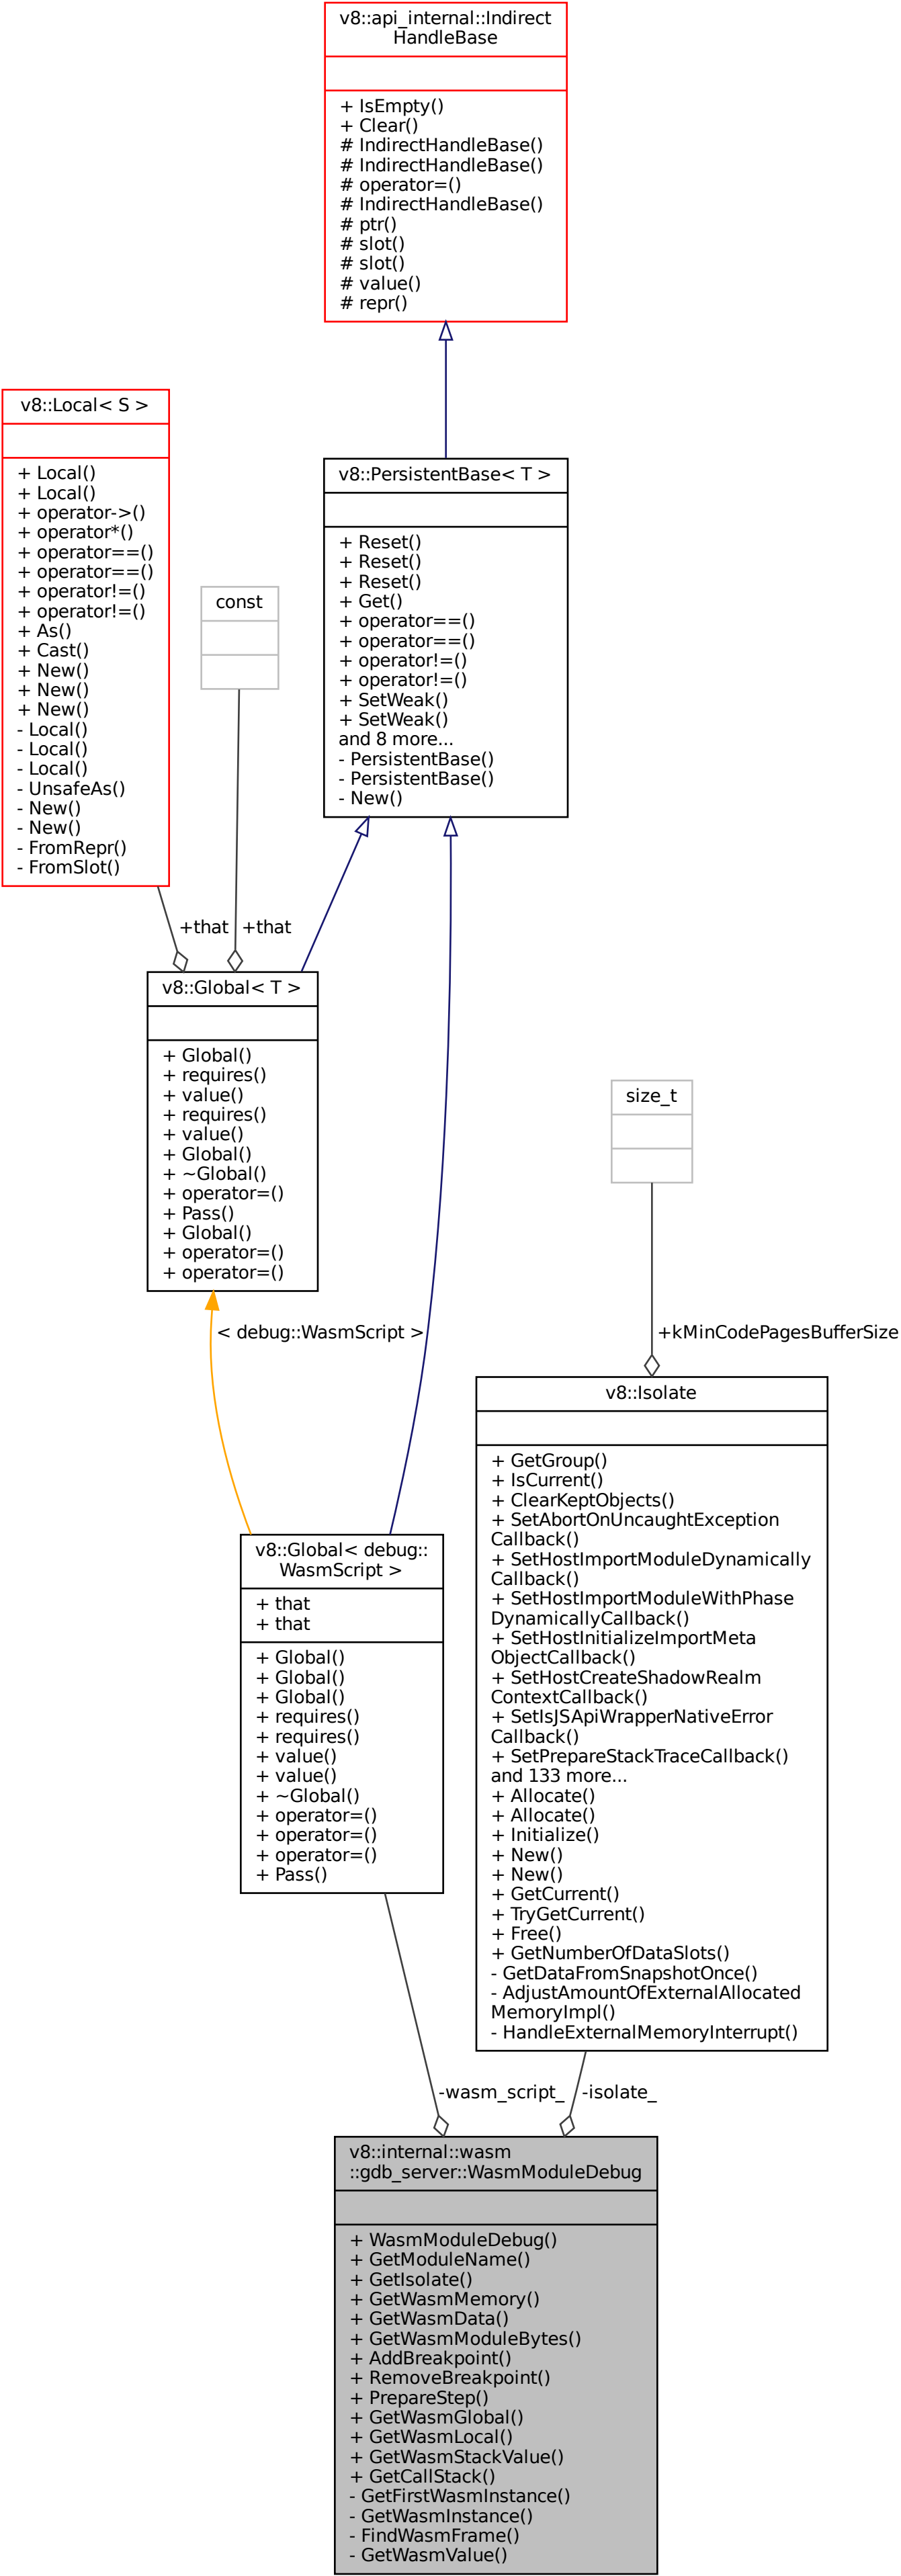 v8::api_internal::Indirect
HandleBase
+ IsEmpty()
+ Clear()
# IndirectHandleBase()
# IndirectHandleBase()
# operator=()
# IndirectHandleBase()
# ptr()
# slot()
# slot()
# value()
# repr()
v8::Local< S >
+ Local()
+ Local()
+ operator->()
+ operator*()
+ operator==()
+ operator==()
+ operator!=()
+ operator!=()
+ As()
+ Cast()
+ New()
+ New()
+ New()
- Local()
- Local()
- Local()
- UnsafeAs()
- New()
- New()
- FromRepr()
- FromSlot()
const
v8::PersistentBase< T >
+ Reset()
+ Reset()
+ Reset()
+ Get()
+ operator==()
+ operator==()
+ operator!=()
+ operator!=()
+ SetWeak()
+ SetWeak()
and 8 more...
- PersistentBase()
- PersistentBase()
- New()
+that
+that
v8::Global< T >
+ Global()
+ requires()
+ value()
+ requires()
+ value()
+ Global()
+ ~Global()
+ operator=()
+ Pass()
+ Global()
+ operator=()
+ operator=()
size_t
< debug::WasmScript >
+kMinCodePagesBufferSize
v8::Isolate
+ GetGroup()
+ IsCurrent()
+ ClearKeptObjects()
+ SetAbortOnUncaughtException
Callback()
+ SetHostImportModuleDynamically
Callback()
+ SetHostImportModuleWithPhase
DynamicallyCallback()
+ SetHostInitializeImportMeta
ObjectCallback()
+ SetHostCreateShadowRealm
ContextCallback()
+ SetIsJSApiWrapperNativeError
Callback()
+ SetPrepareStackTraceCallback()
and 133 more...
+ Allocate()
+ Allocate()
+ Initialize()
+ New()
+ New()
+ GetCurrent()
+ TryGetCurrent()
+ Free()
+ GetNumberOfDataSlots()
- GetDataFromSnapshotOnce()
- AdjustAmountOfExternalAllocated
MemoryImpl()
- HandleExternalMemoryInterrupt()
v8::Global< debug::
WasmScript >
+ that
+ that
+ Global()
+ Global()
+ Global()
+ requires()
+ requires()
+ value()
+ value()
+ ~Global()
+ operator=()
+ operator=()
+ operator=()
+ Pass()
-wasm_script_
-isolate_
v8::internal::wasm
::gdb_server::WasmModuleDebug
+ WasmModuleDebug()
+ GetModuleName()
+ GetIsolate()
+ GetWasmMemory()
+ GetWasmData()
+ GetWasmModuleBytes()
+ AddBreakpoint()
+ RemoveBreakpoint()
+ PrepareStep()
+ GetWasmGlobal()
+ GetWasmLocal()
+ GetWasmStackValue()
+ GetCallStack()
- GetFirstWasmInstance()
- GetWasmInstance()
- FindWasmFrame()
- GetWasmValue()